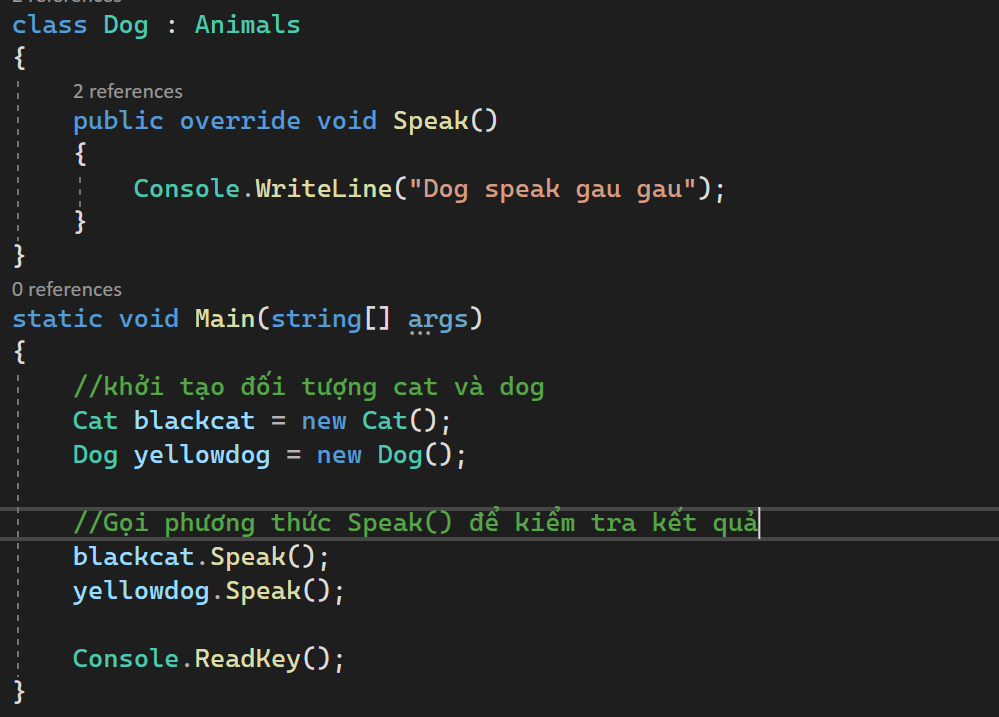 2 references
class Dog : Animals
{
2 references
public override void Speak()
{
Console.WriteLine("Dog speak gau gau");
}
}
0 references
static void Main(string[] args)
{
//khởi tạo đối tượng cat và dog
Cat blackcat = new Cat();
Dog yellowdog = new Dog();
//Gọi phương thức Speak() để kiểm tra kết quả
blackcat.Speak();
yellowdog.Speak();
Console.ReadKey();
}